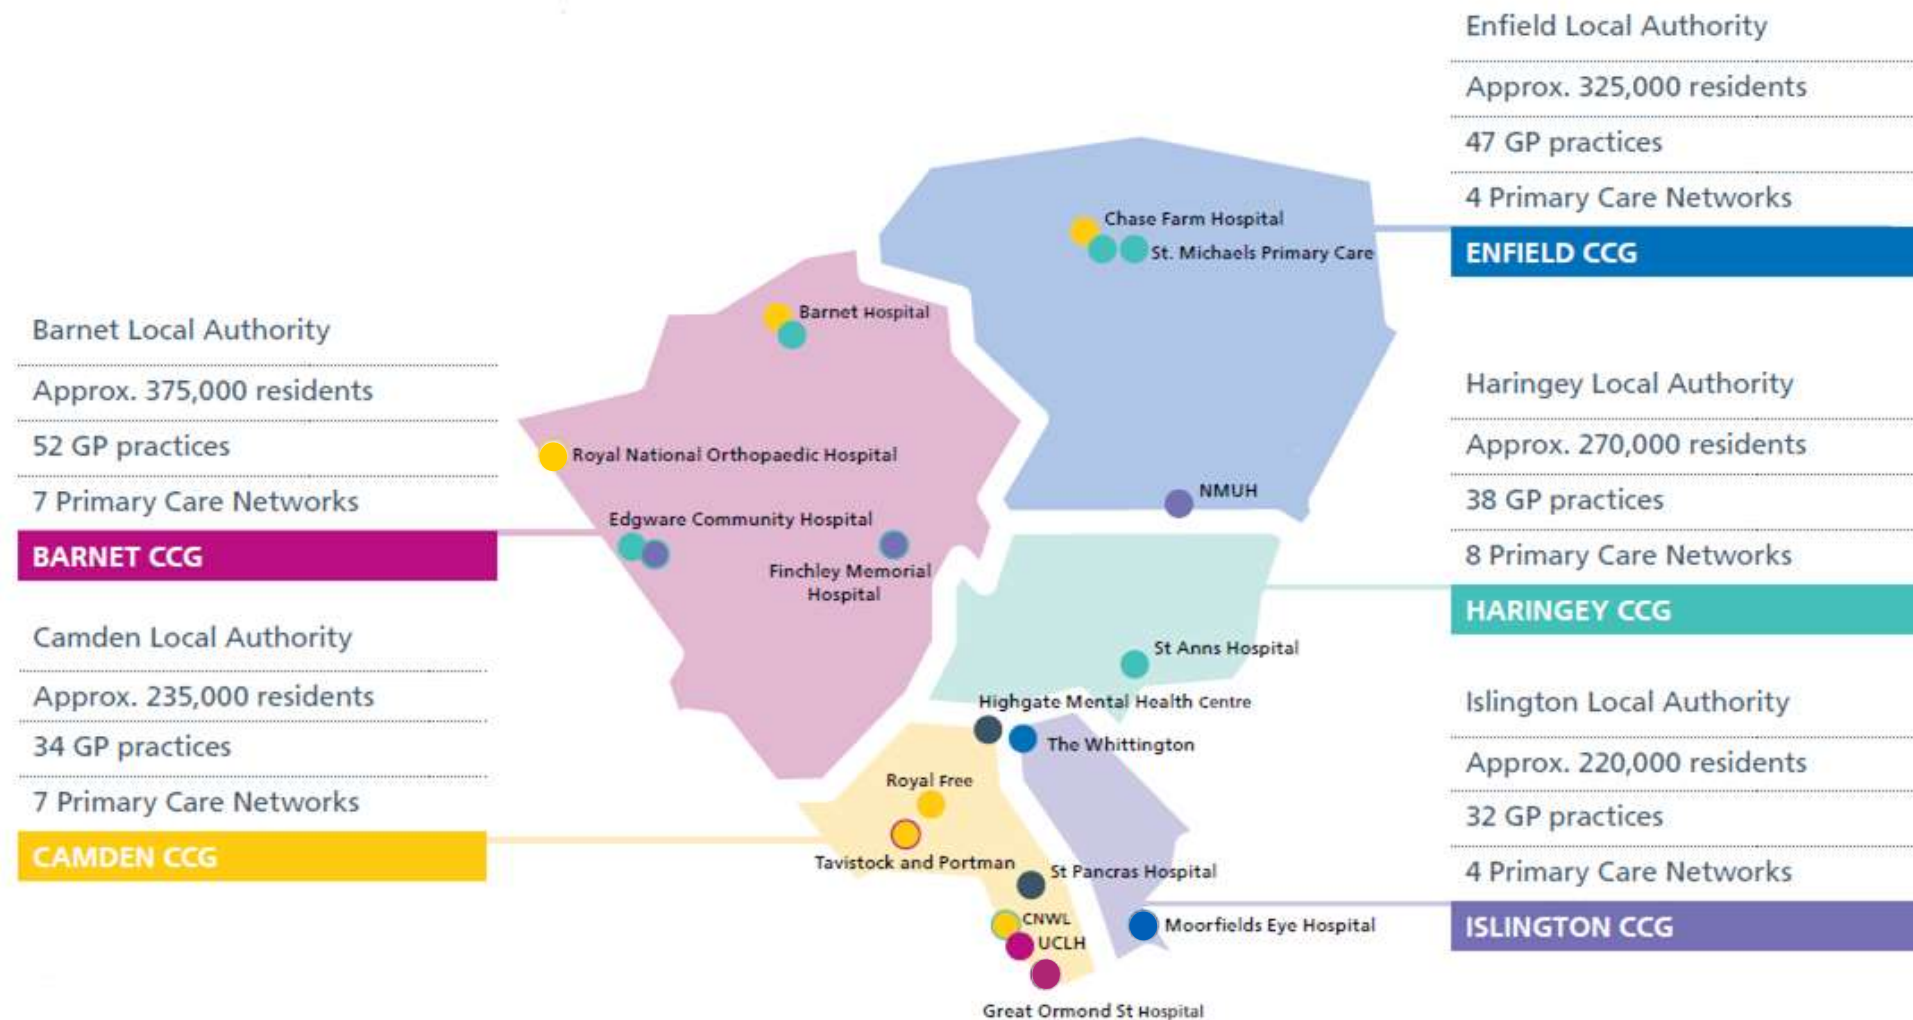 Enfield Local Authority
Approx. 325,000 residents
47 GP practices
4 Primary Care Networks
ENFIELD CCG
Chase Farm Hospital
St. Michaels Primary Care
Barnet Hospital
Barnet Local Authority
Approx. 375,000 residents
52 GP practices
7 Primary Care Networks
BARNET CCG
Royal National Orthopaedic Hospital
NMUH
Edgware Community Hospital
Finchley Memorial
Hospital
Haringey Local Authority
Approx. 270,000 residents
38 GP practices
8 Primary Care Networks
HARINGEY CCG
St Anns Hospital
Highgate Mental Health Centre
The Whittington
Camden Local Authority
Approx. 235,000 residents
34 GP practices
7 Primary Care Networks
CAMDEN CCG
Royal Free
Tavistock and Portman
St Pancras Hospital
CNWL
UCLH
Great Ormond St Hospital
Moorfields Eye Hospital
Islington Local Authority
Approx. 220,000 residents
32 GP practices
4 Primary Care Networks
ISLINGTON CCG